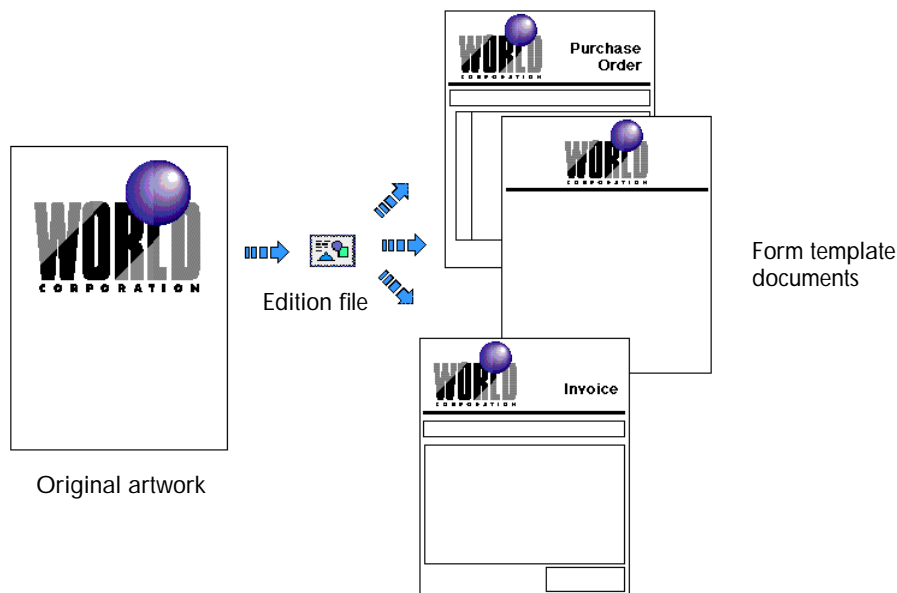 WORLD
CORPORATION
Original artwork
Edition file
WORLD
CORPORATION
Purchase
Order
WORLD
CORPORATION
WORLD
CORPORATION
Invoice
Form template
documents